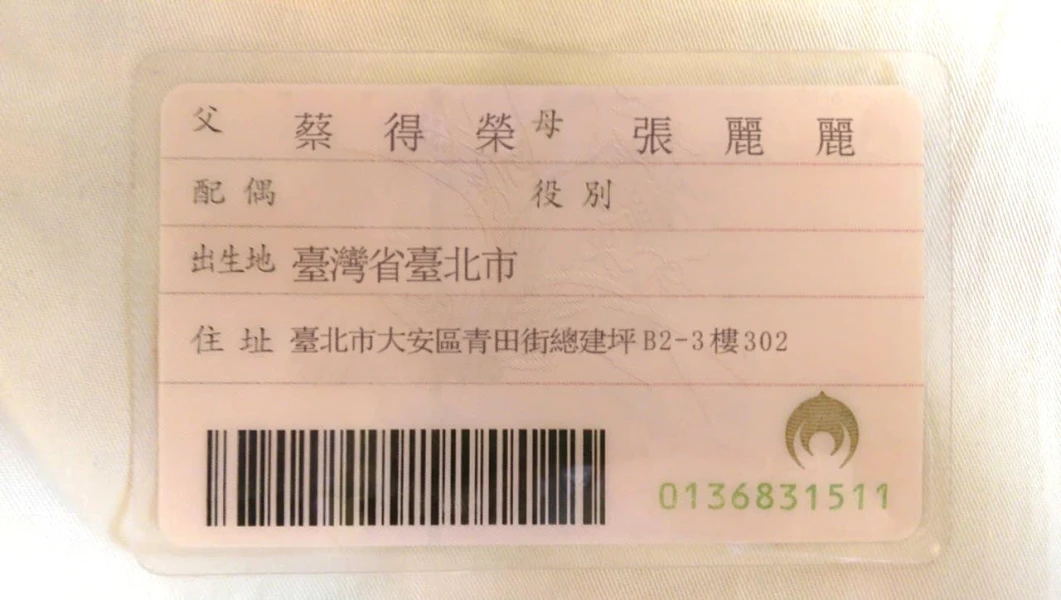 父 蔡得榮 母 張麗麗
配偶 役別
出生地 臺灣省臺北市
住址 臺北市大安區青田街總建坪B2-3樓302
0136831511